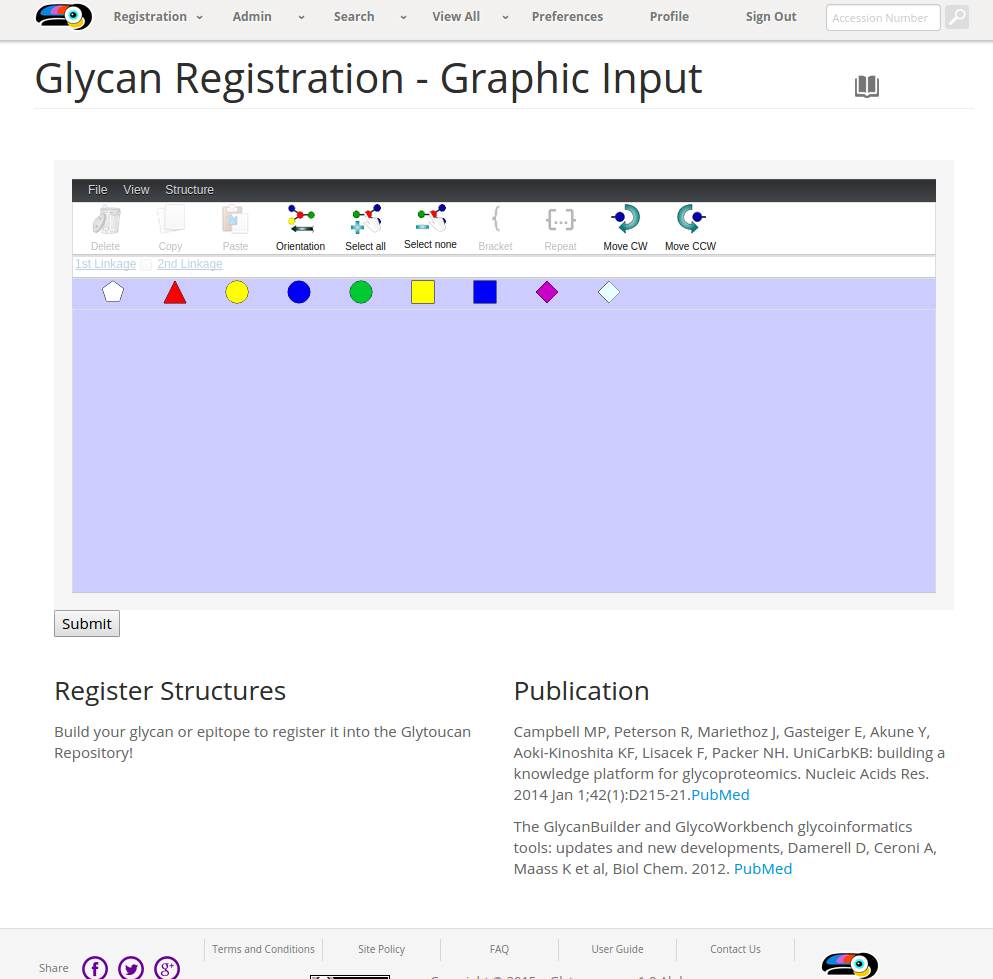 Registration Admin Search View All Preferences Profile Sign Out Accession Number
Glycan Registration - Graphic Input
File View Structure
Delete Copy Paste Orientation Select all Select none Bracket Repeat Move CW Move CCW
1st Linkage 2nd Linkage
Submit
Register Structures
Build your glycan or epitope to register it into the Glytoucan
Repository!
Publication
Campbell MP, Peterson R, Mariethoz J, Gasteiger E, Akune Y,
Aoki-Kinoshita KF, Lisacek F, Packer NH. UniCarbKB: building a
knowledge platform for glycoproteomics. Nucleic Acids Res.
2014 Jan 1;42(1):D215-21.PubMed
The GlycanBuilder and GlycoWorkbench glycoinformatics
tools: updates and new developments, Damerell D, Ceroni A,
Maass K et al, Biol Chem. 2012. PubMed
Terms and Conditions Site Policy FAQ User Guide Contact Us
Share